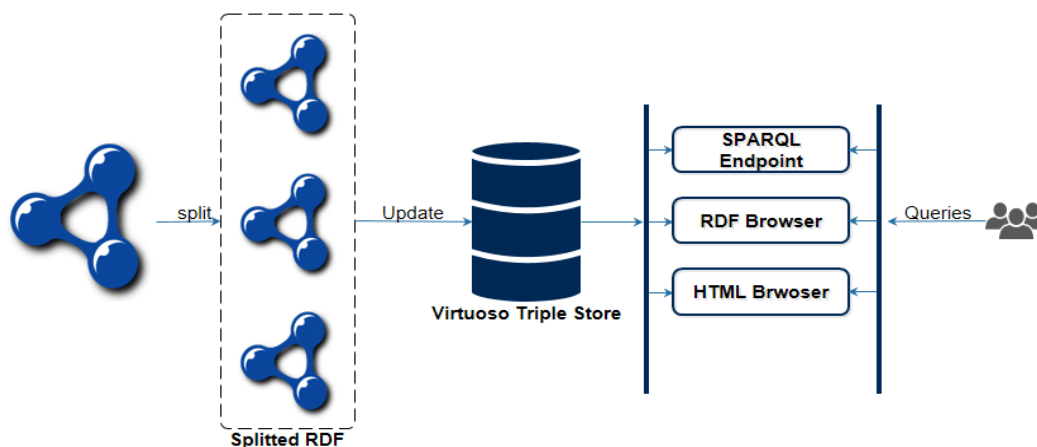 split
Splitted RDF
Update
Virtuoso Triple Store
SPARQL
Endpoint
RDF Browser
HTML Brwoser
Queries